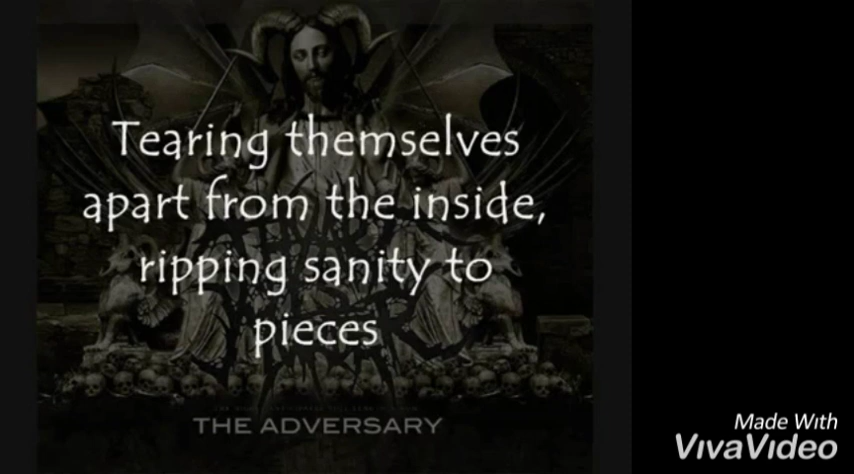 Tearing themselves
apart from the inside,
ripping sanity to
pieces
THE ADVERSARY
Made With
VivaVideo